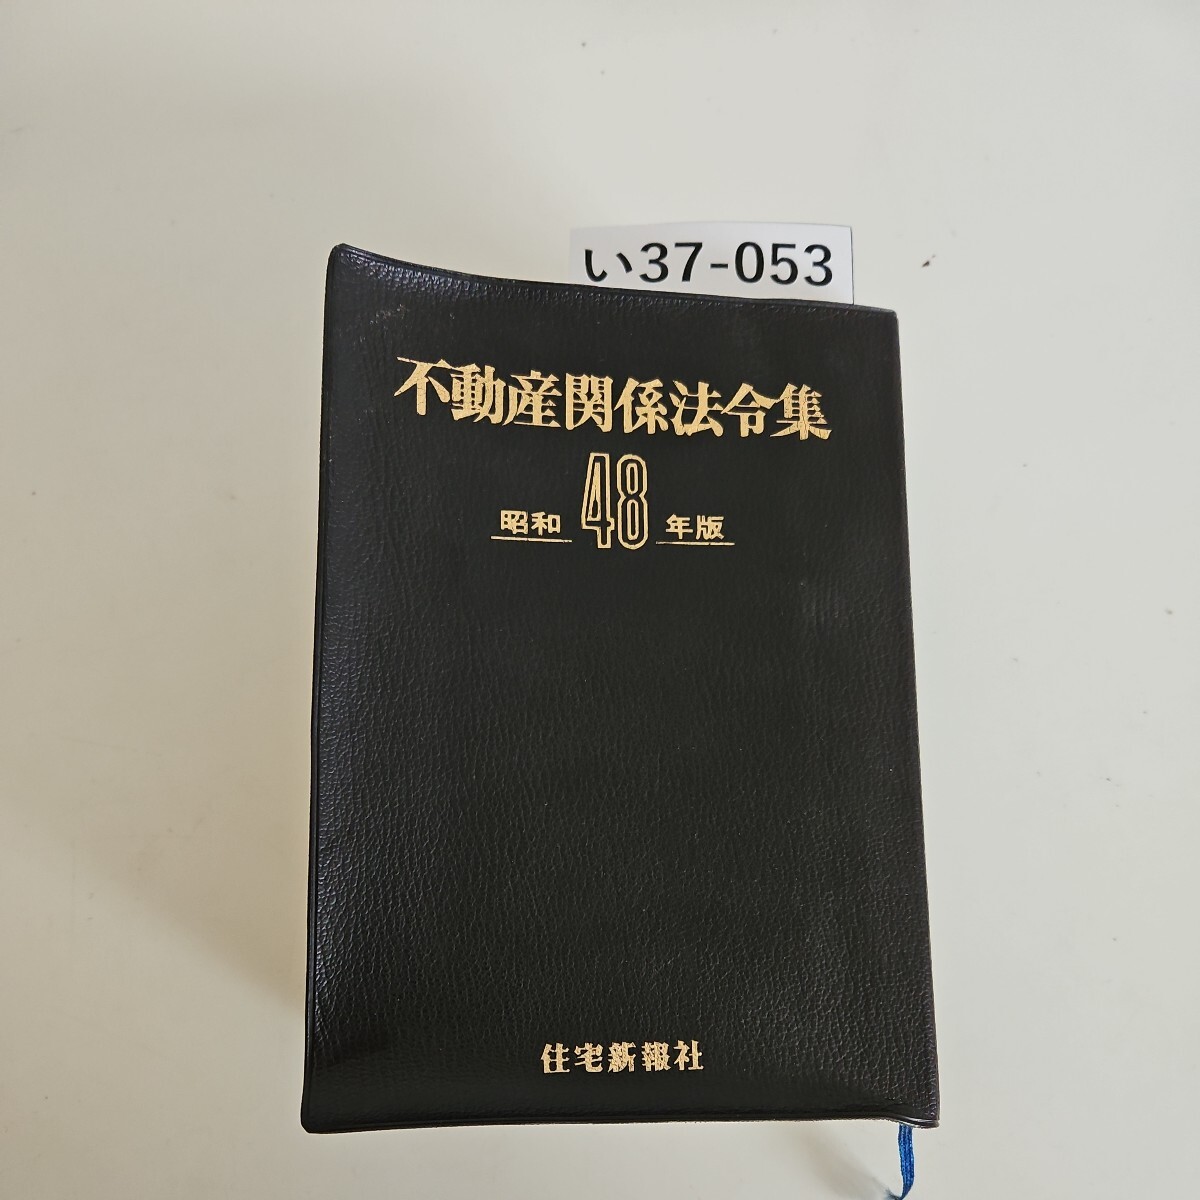 い37-053
不動産関係法令集
昭和48年版
住宅新報社